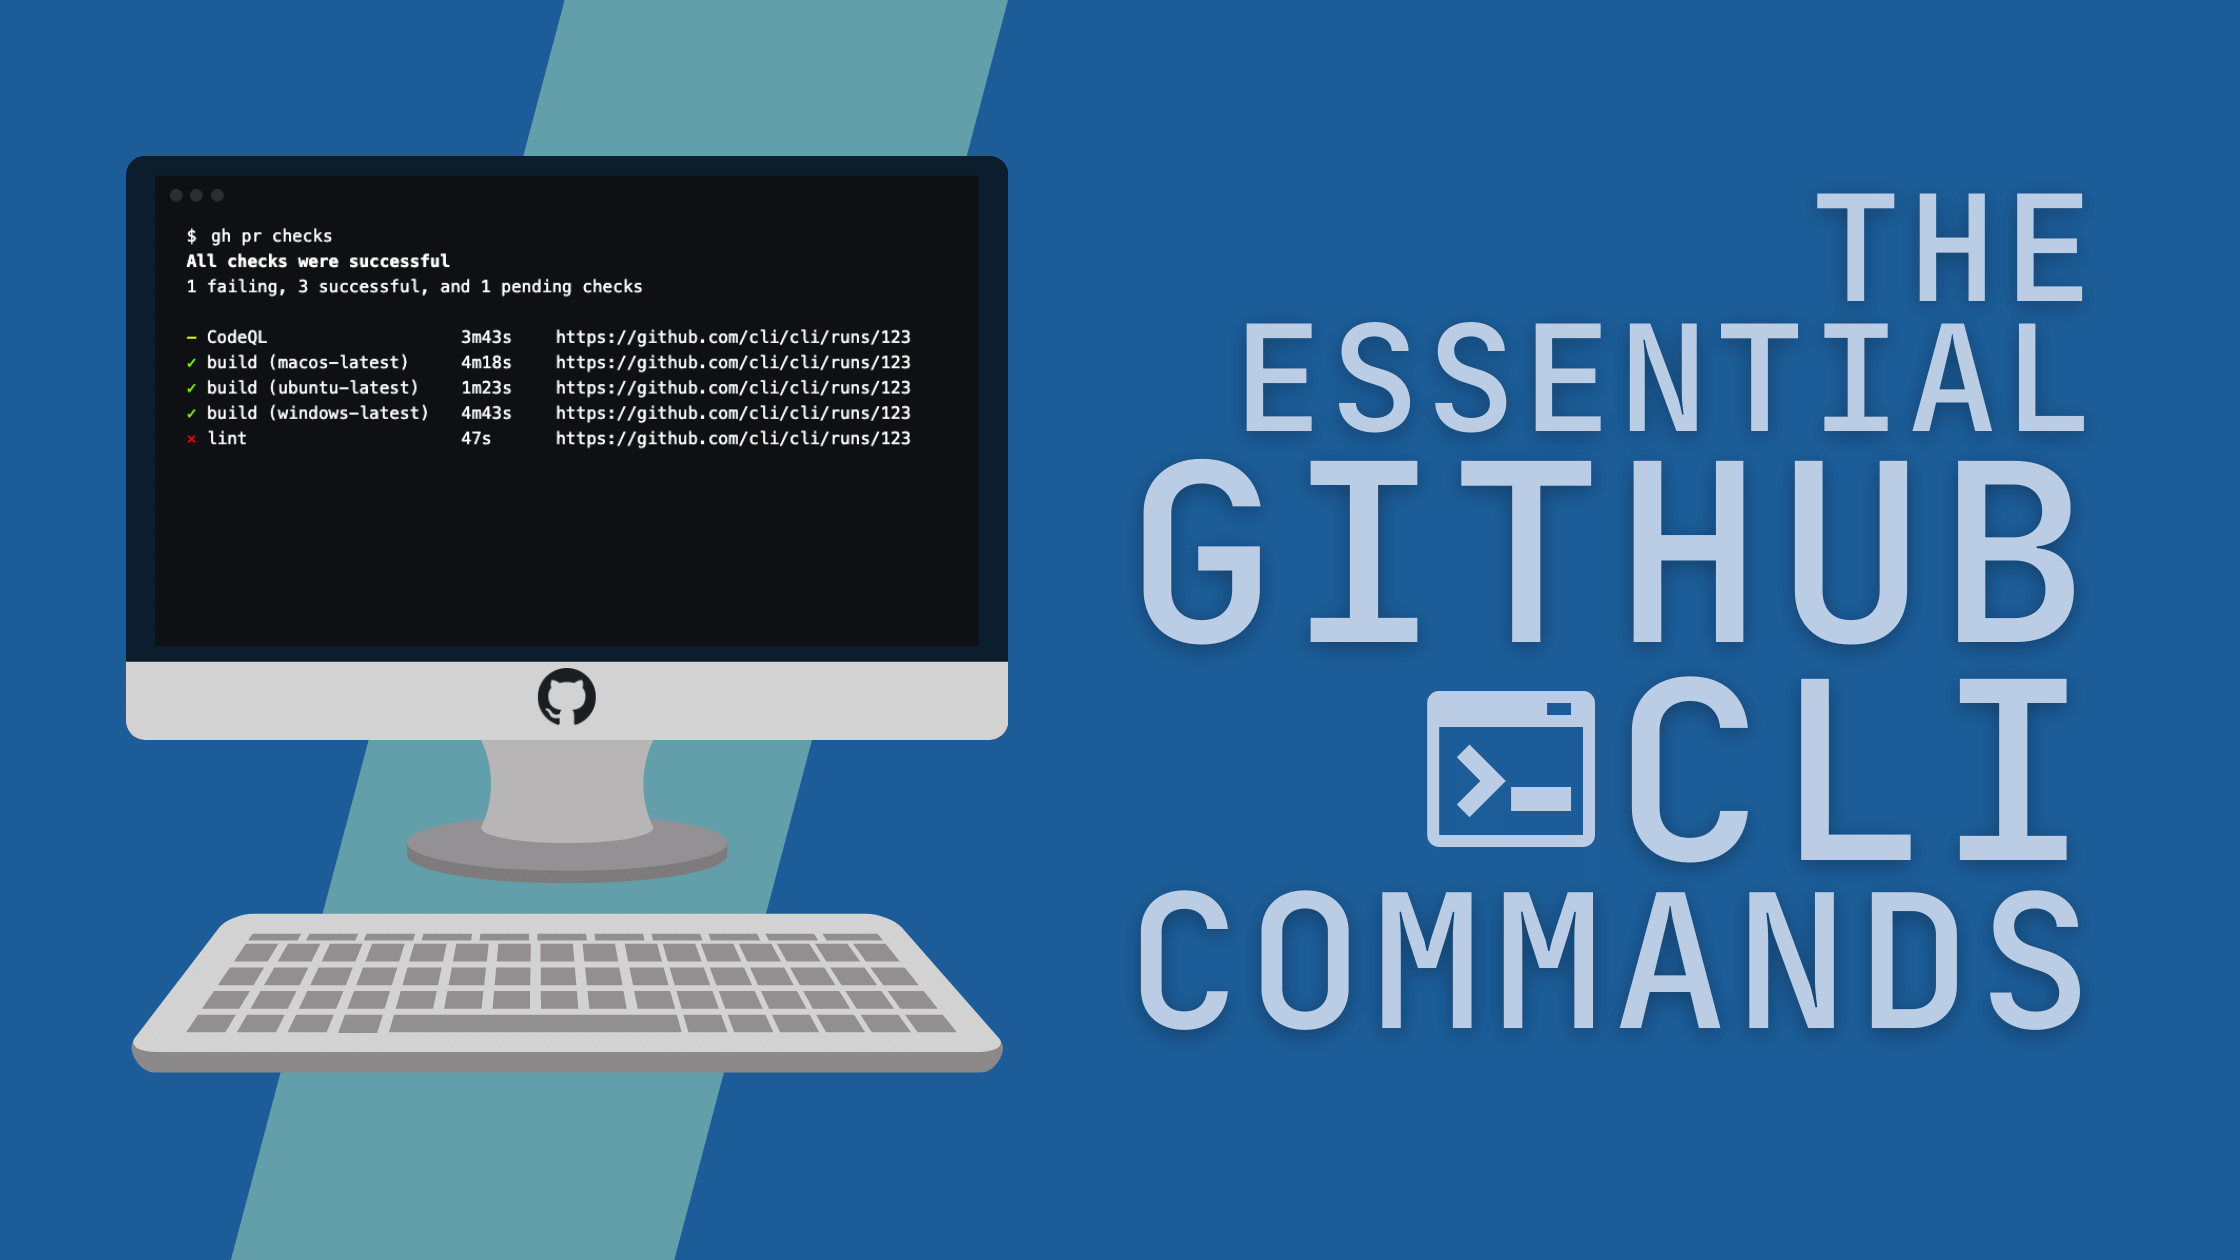 $ gh pr checks
All checks were successful
1 failing, 3 successful, and 1 pending checks
– CodeQL 3m43s https://github.com/cli/cli/runs/123
✓ build (macos-latest) 4m18s https://github.com/cli/cli/runs/123
✓ build (ubuntu-latest) 1m23s https://github.com/cli/cli/runs/123
✓ build (windows-latest) 4m43s https://github.com/cli/cli/runs/123
× lint 47s https://github.com/cli/cli/runs/123
THE
ESSENTIAL
GITHUB
CLI
COMMANDS